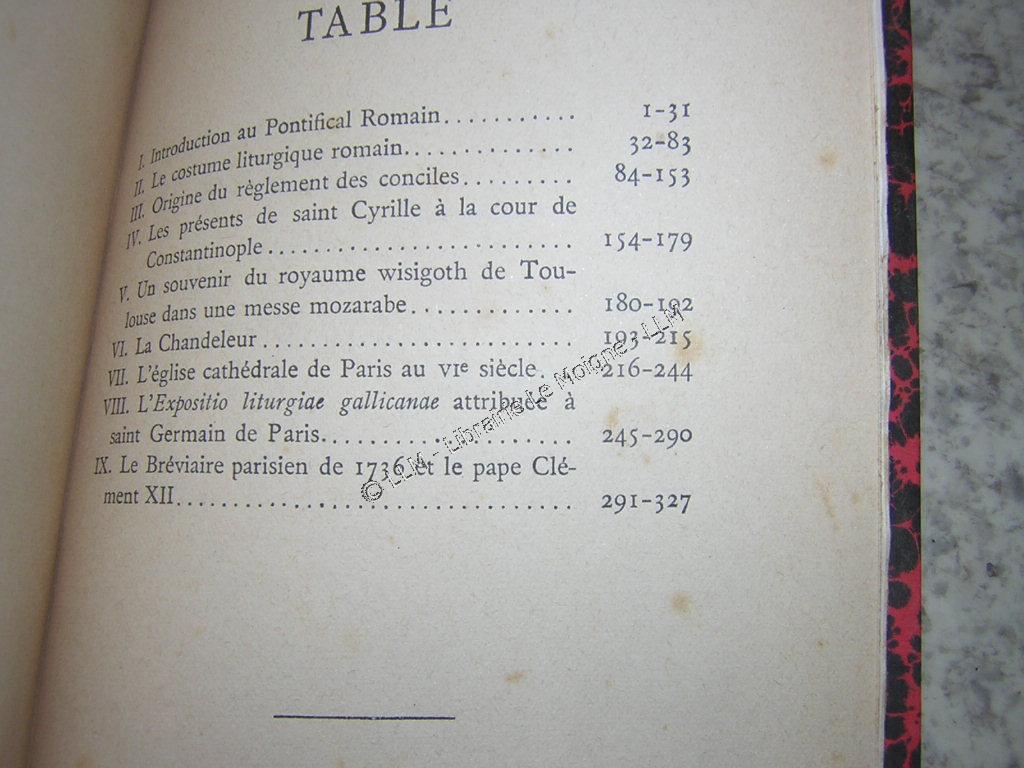 TABLE
I. Introduction au Pontifical Romain........... 1-31
II. Le costume liturgique romain.............. 32-83
III. Origine du règlement des conciles......... 84-153
IV. Les présents de saint Cyrille à la cour de
Constantinople......................... 154-179
V. Un souvenir du royaume wisigoth de Tou-
louse dans une messe mozarabe............ 180-192
VI. La Chandeleur........................ 193-215
VII. L'église cathédrale de Paris au VIe siècle... 216-244
VIII. L'Expositio liturgiae gallicanae attribuée à
saint Germain de Paris.................... 245-290
IX. Le Bréviaire parisien de 1736 et le pape Clé-
ment XII............................... 291-327
© LLM - Librairie Le Moigne - LLM